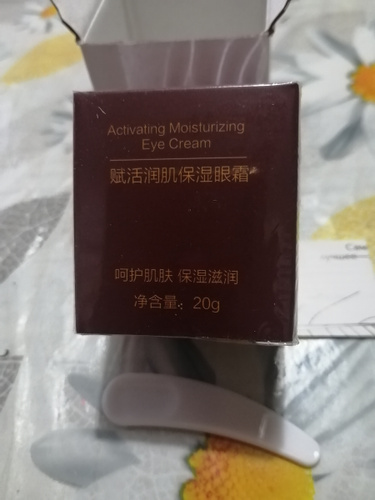 Activating Moisturizing
Eye Cream
赋活润肌保湿眼霜
呵护肌肤 保湿滋润
净含量：20g